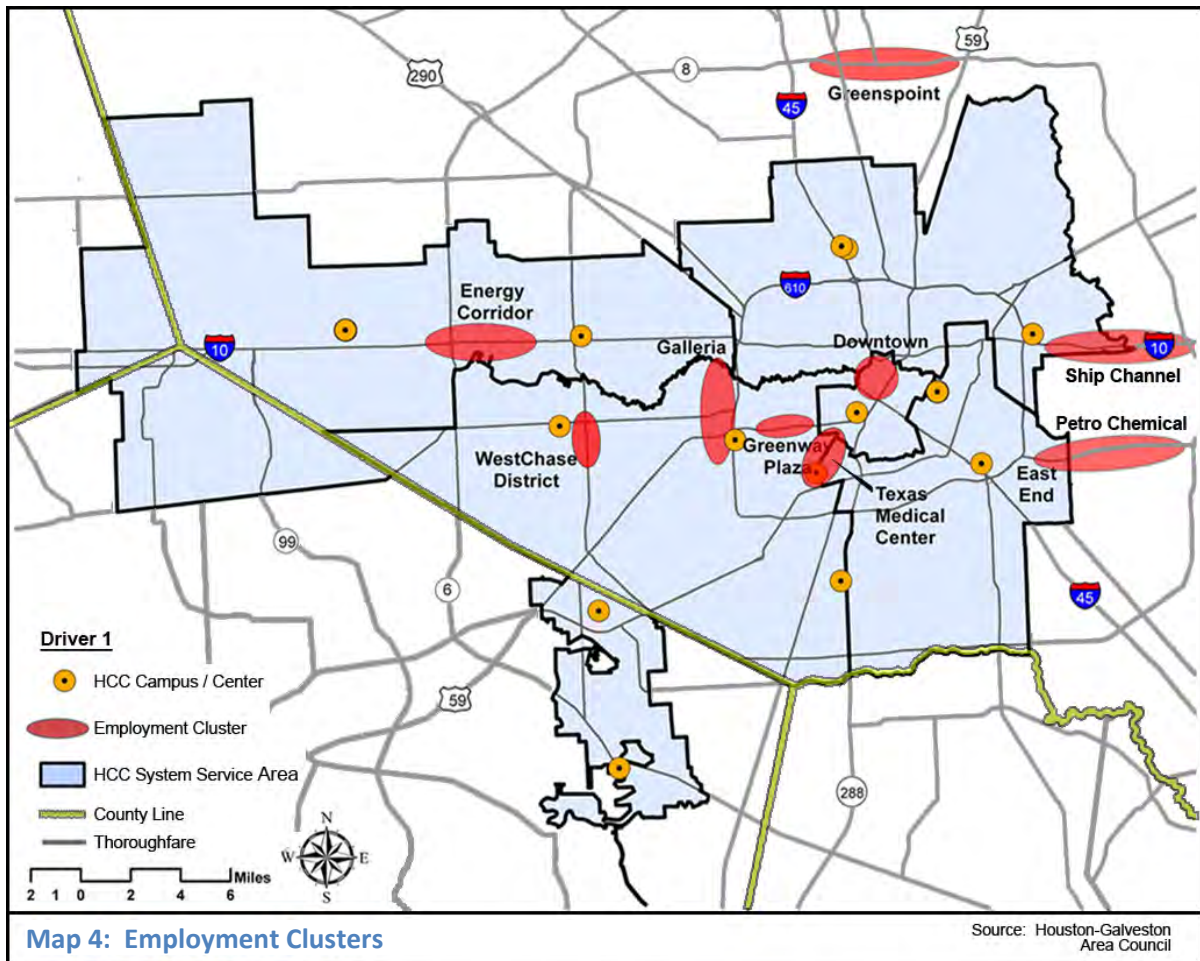 59
8
290
45
Greenspoint
610
Energy
Corridor
10
Galleria
Downtown
10
Ship Channel
Petro Chemical
WestChase
District
Greenway
Plaza
East
End
Texas
Medical
Center
99
6
45
59
288
Driver 1
HCC Campus / Center
Employment Cluster
HCC System Service Area
County Line
Thoroughfare
N
W
E
S
Miles
2 1 0 2 4 6
Map 4: Employment Clusters
Source: Houston-Galveston
Area Council